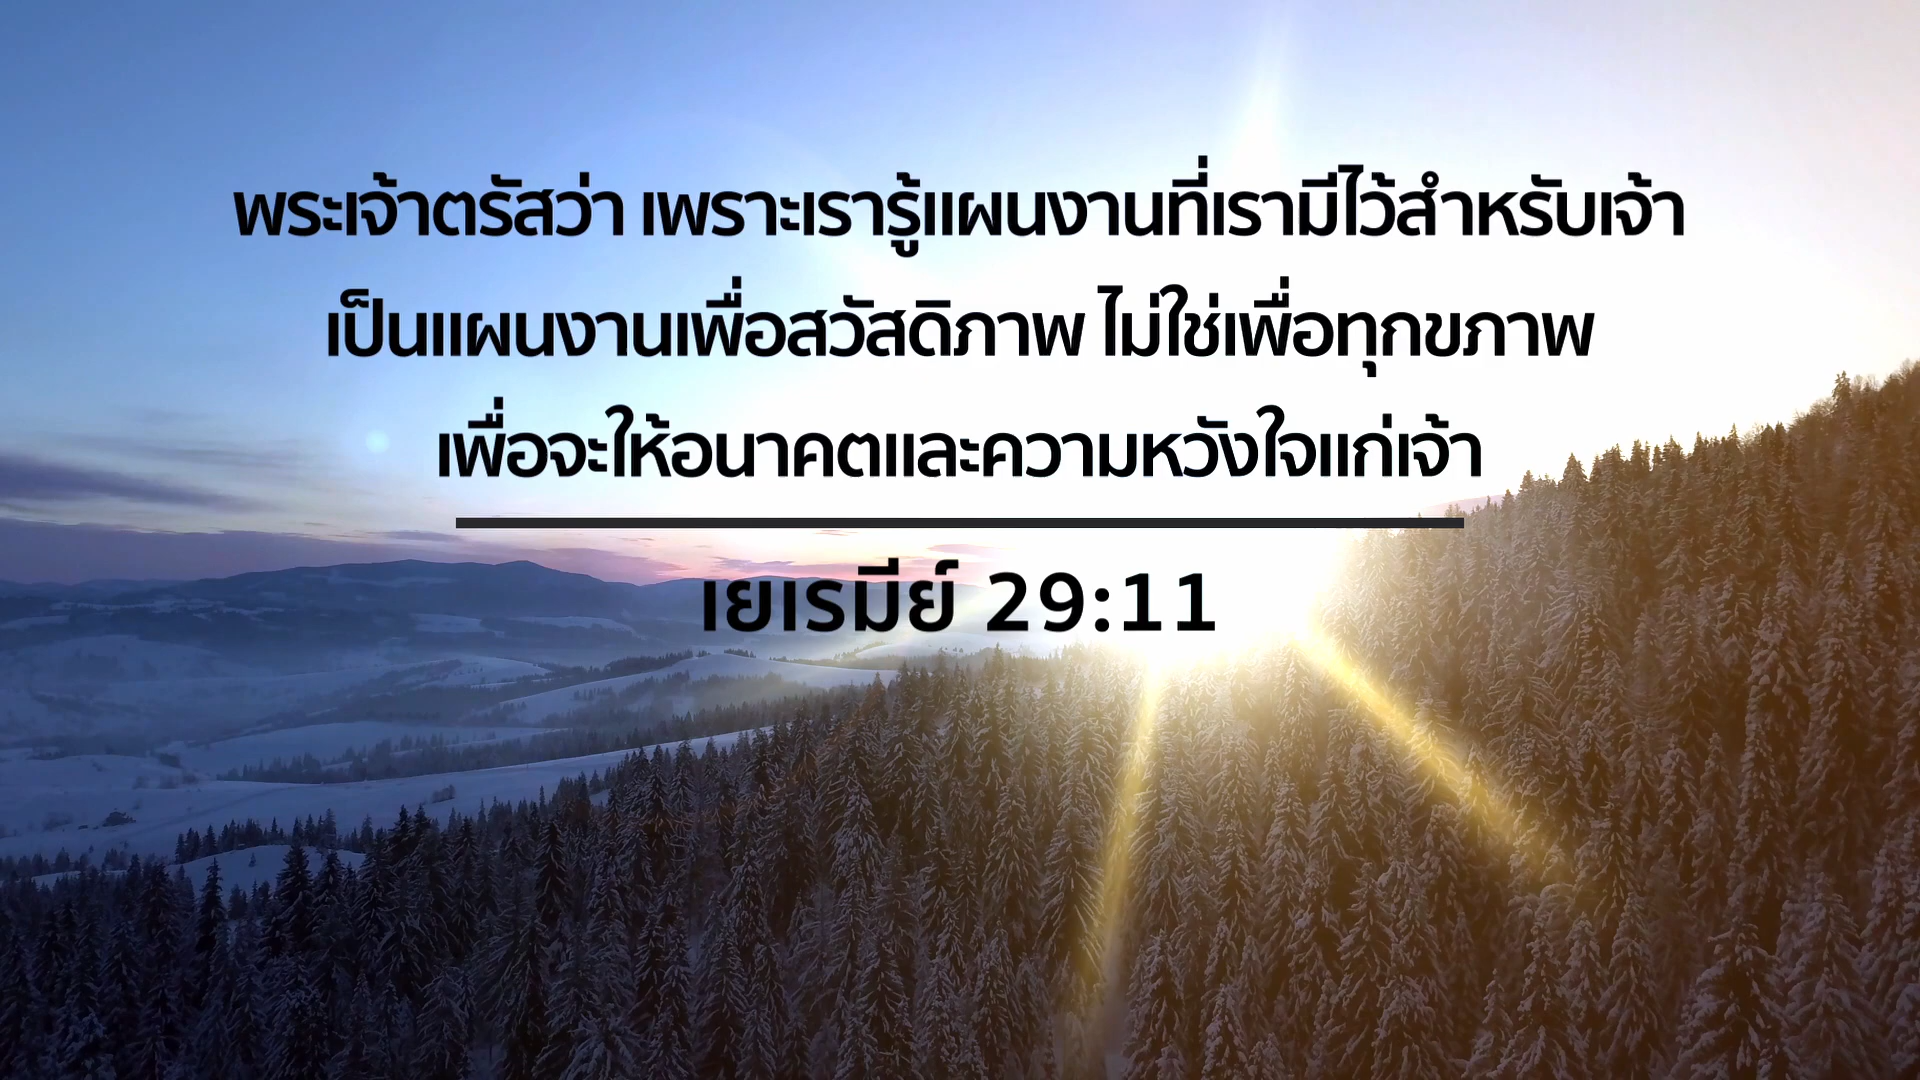 พระเจ้าตรัสว่า เพราะเรารู้แผนงานที่เรามีไว้สำหรับเจ้า
เป็นแผนงานเพื่อสวัสดิภาพ ไม่ใช่เพื่อทุกขภาพ
เพื่อจะให้อนาคตและความหวังใจแก่เจ้า
เยเรมีย์ 29:11